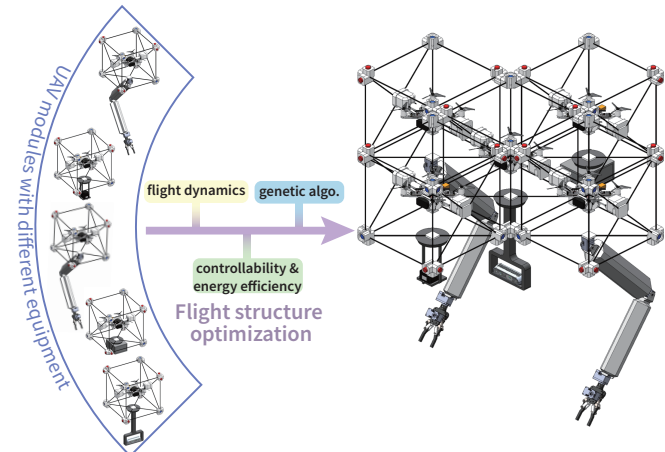 UAV modules with different equipment
flight dynamics
genetic algo.
controllability &
energy efficiency
Flight structure
optimization